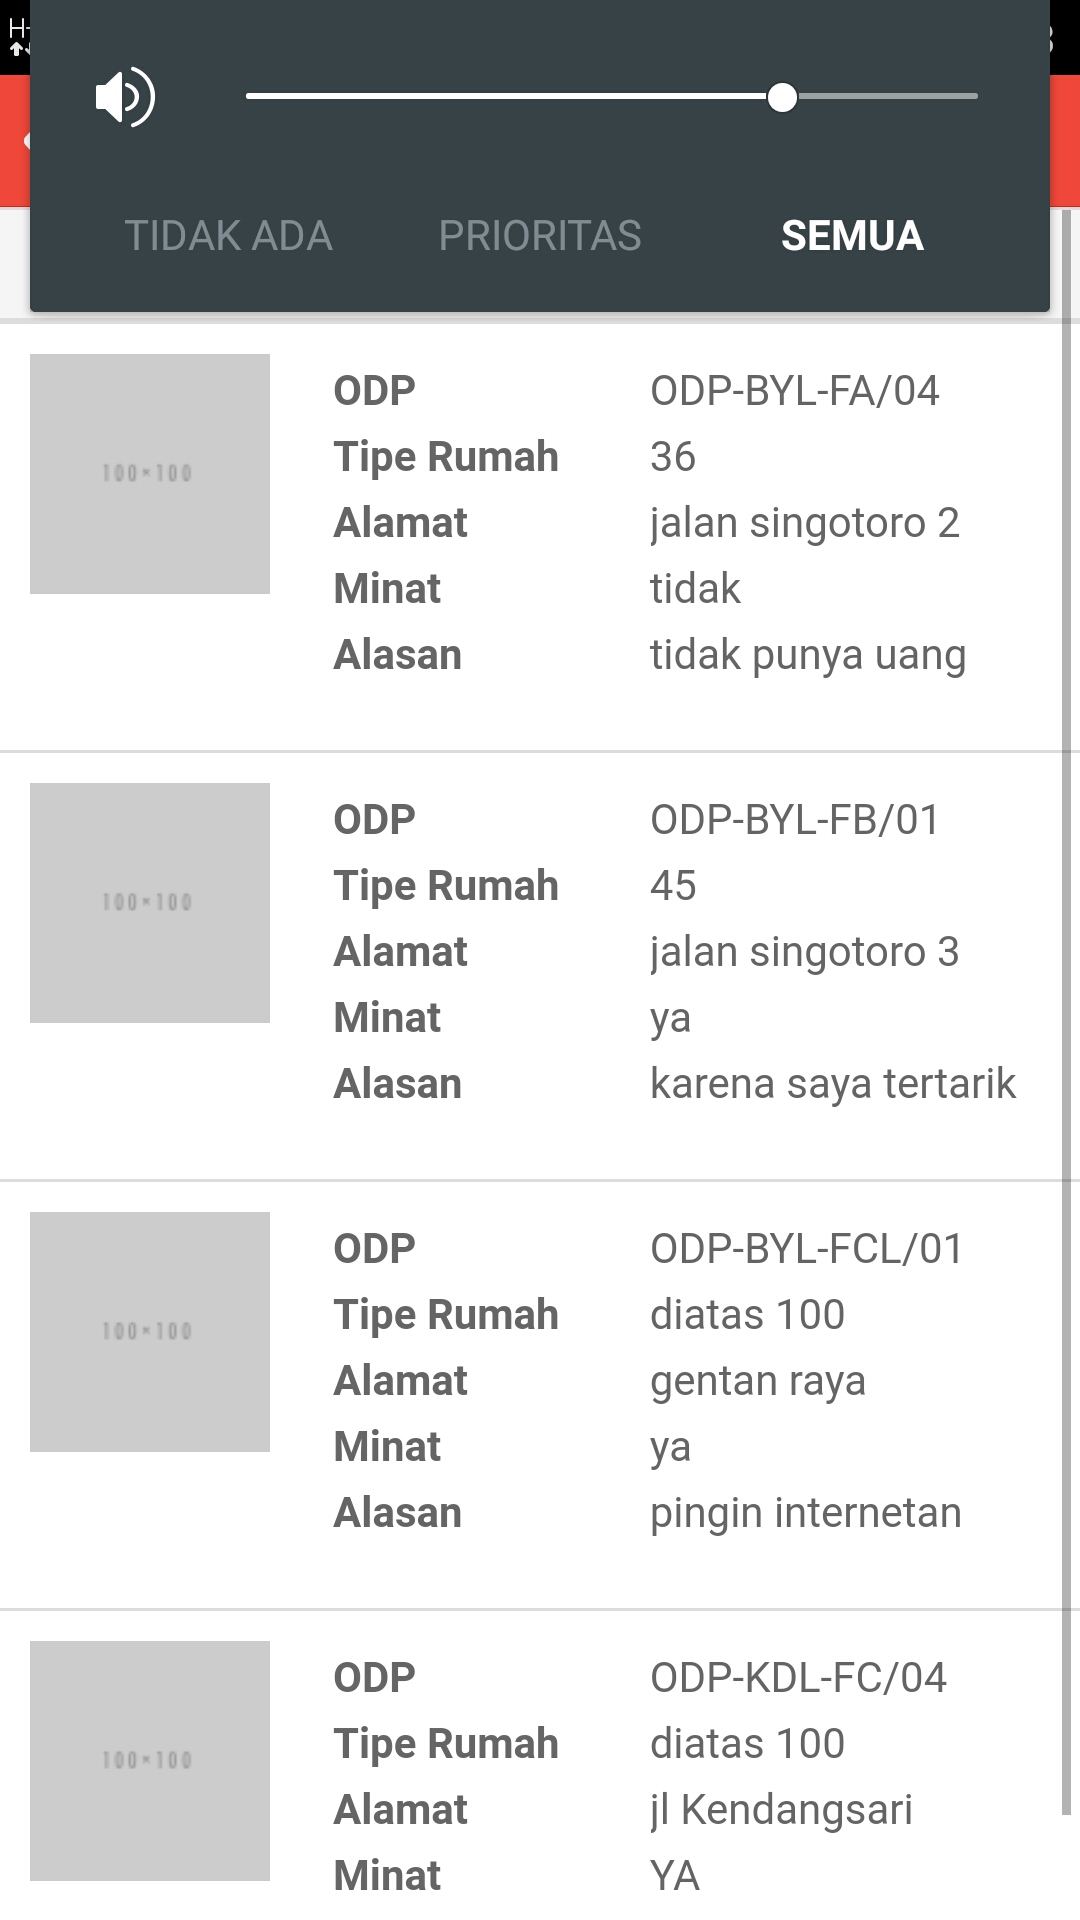 H
TIDAK ADA PRIORITAS SEMUA
100×100
ODP ODP-BYL-FA/04
Tipe Rumah 36
Alamat jalan singotoro 2
Minat tidak
Alasan tidak punya uang
100×100
ODP ODP-BYL-FB/01
Tipe Rumah 45
Alamat jalan singotoro 3
Minat ya
Alasan karena saya tertarik
100×100
ODP ODP-BYL-FCL/01
Tipe Rumah diatas 100
Alamat gentan raya
Minat ya
Alasan pingin internetan
100×100
ODP ODP-KDL-FC/04
Tipe Rumah diatas 100
Alamat jl Kendangsari
Minat YA